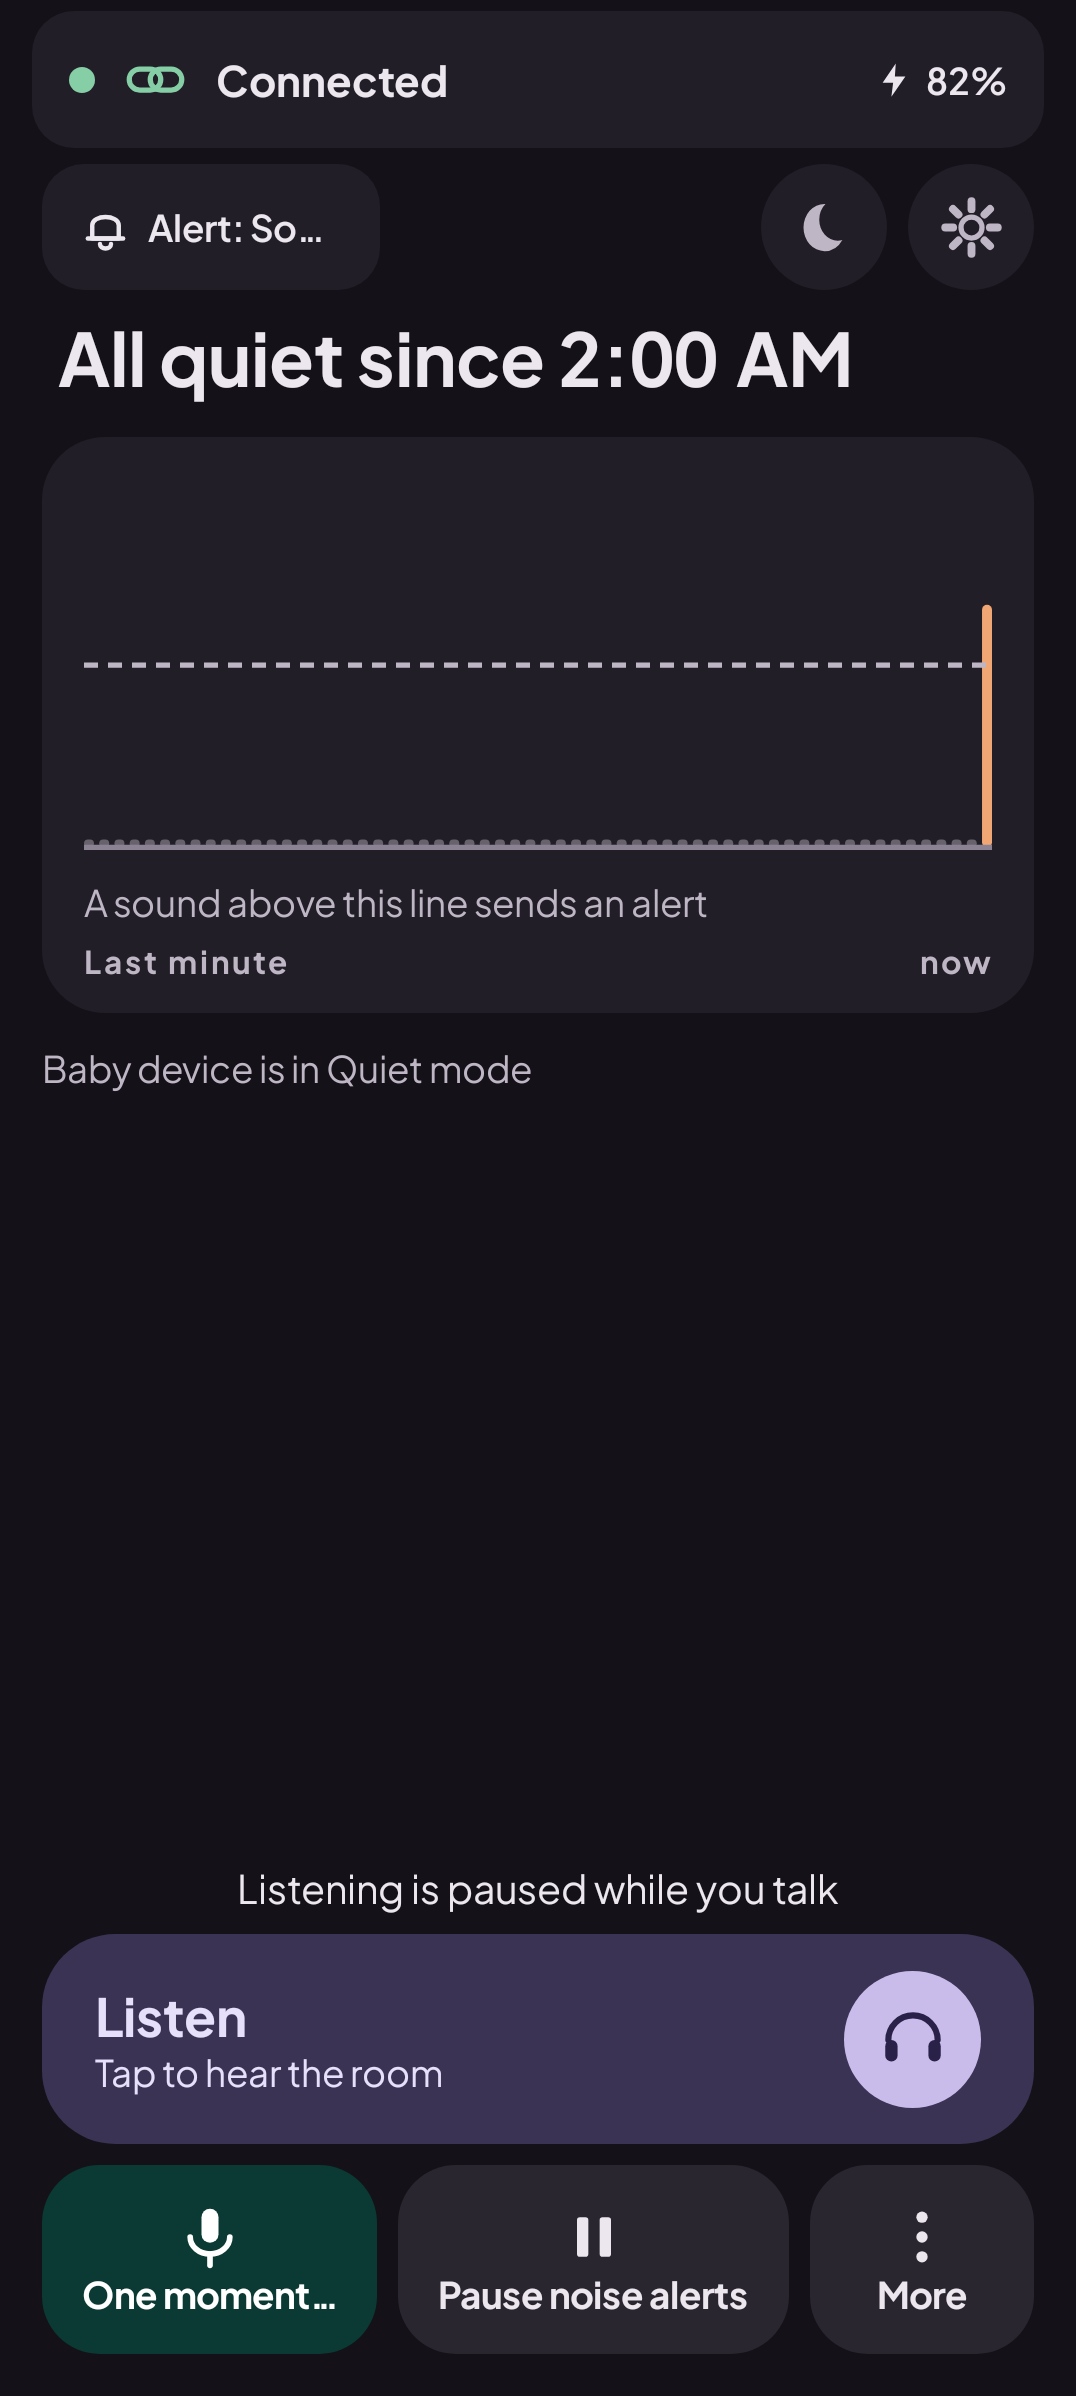 Connected
82%
Alert: So...
All quiet since 2:00 AM
A sound above this line sends an alert
Last minute
now
Baby device is in Quiet mode
Listening is paused while you talk
Listen
Tap to hear the room
One moment...
Pause noise alerts
More